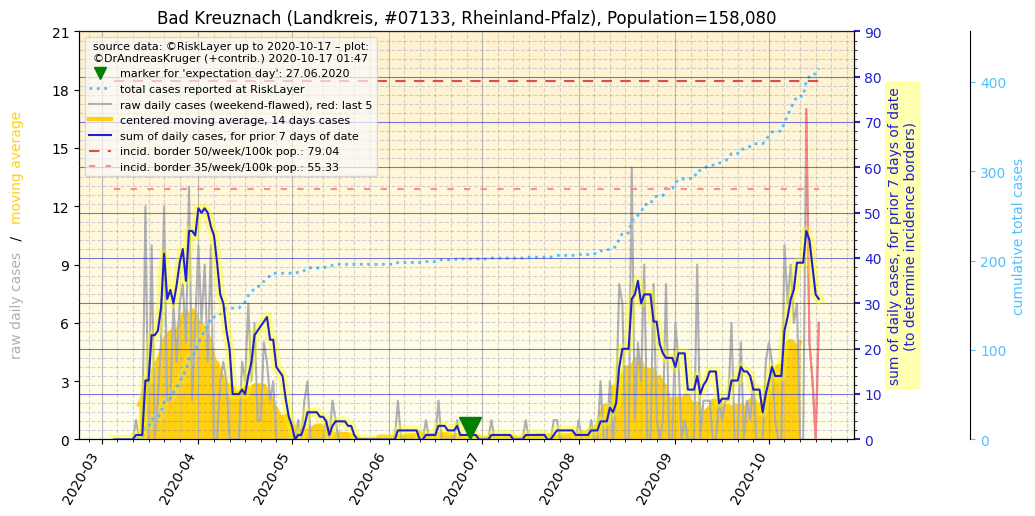 Bad Kreuznach (Landkreis, #07133, Rheinland-Pfalz), Population=158,080
source data: ©RiskLayer up to 2020-10-17 – plot:
©DrAndreasKruger (+contrib.) 2020-10-17 01:47
marker for 'expectation day': 27.06.2020
total cases reported at RiskLayer
raw daily cases (weekend-flawed), red: last 5
centered moving average, 14 days cases
sum of daily cases, for prior 7 days of date
incid. border 50/week/100k pop.: 79.04
incid. border 35/week/100k pop.: 55.33
raw daily cases / moving average
21
18
15
12
9
6
3
0
2020-03
2020-04
2020-05
2020-06
2020-07
2020-08
2020-09
2020-10
90
80
70
60
50
40
30
20
10
0
sum of daily cases, for prior 7 days of date
(to determine incidence borders)
400
300
200
100
0
cumulative total cases